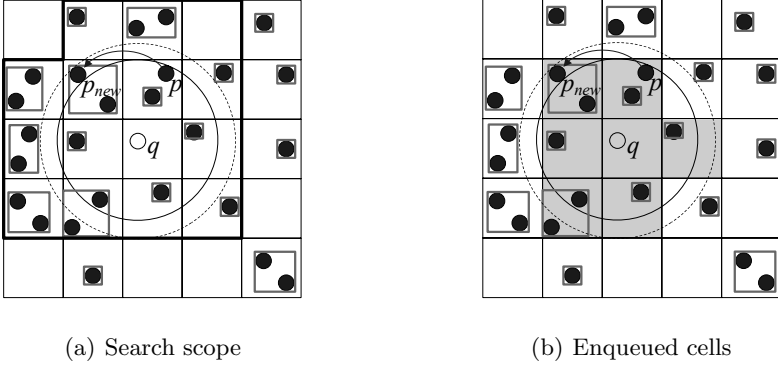 p_new p
q
p_new p
q
(a) Search scope
(b) Enqueued cells